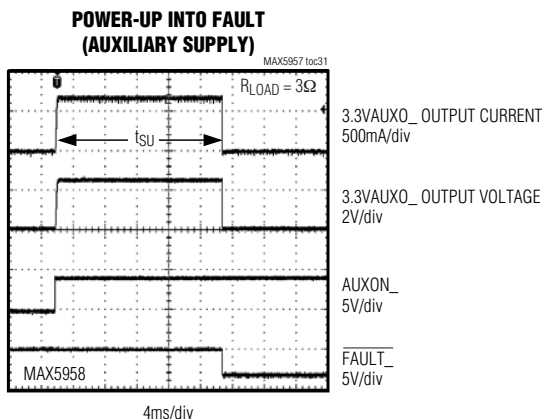 POWER-UP INTO FAULT
(AUXILIARY SUPPLY)
MAX5957 toc31
T
RLOAD = 3Ω
tSU
3.3VAUXO_ OUTPUT CURRENT
500mA/div
3.3VAUXO_ OUTPUT VOLTAGE
2V/div
AUXON_
5V/div
FAULT_
5V/div
MAX5958
4ms/div